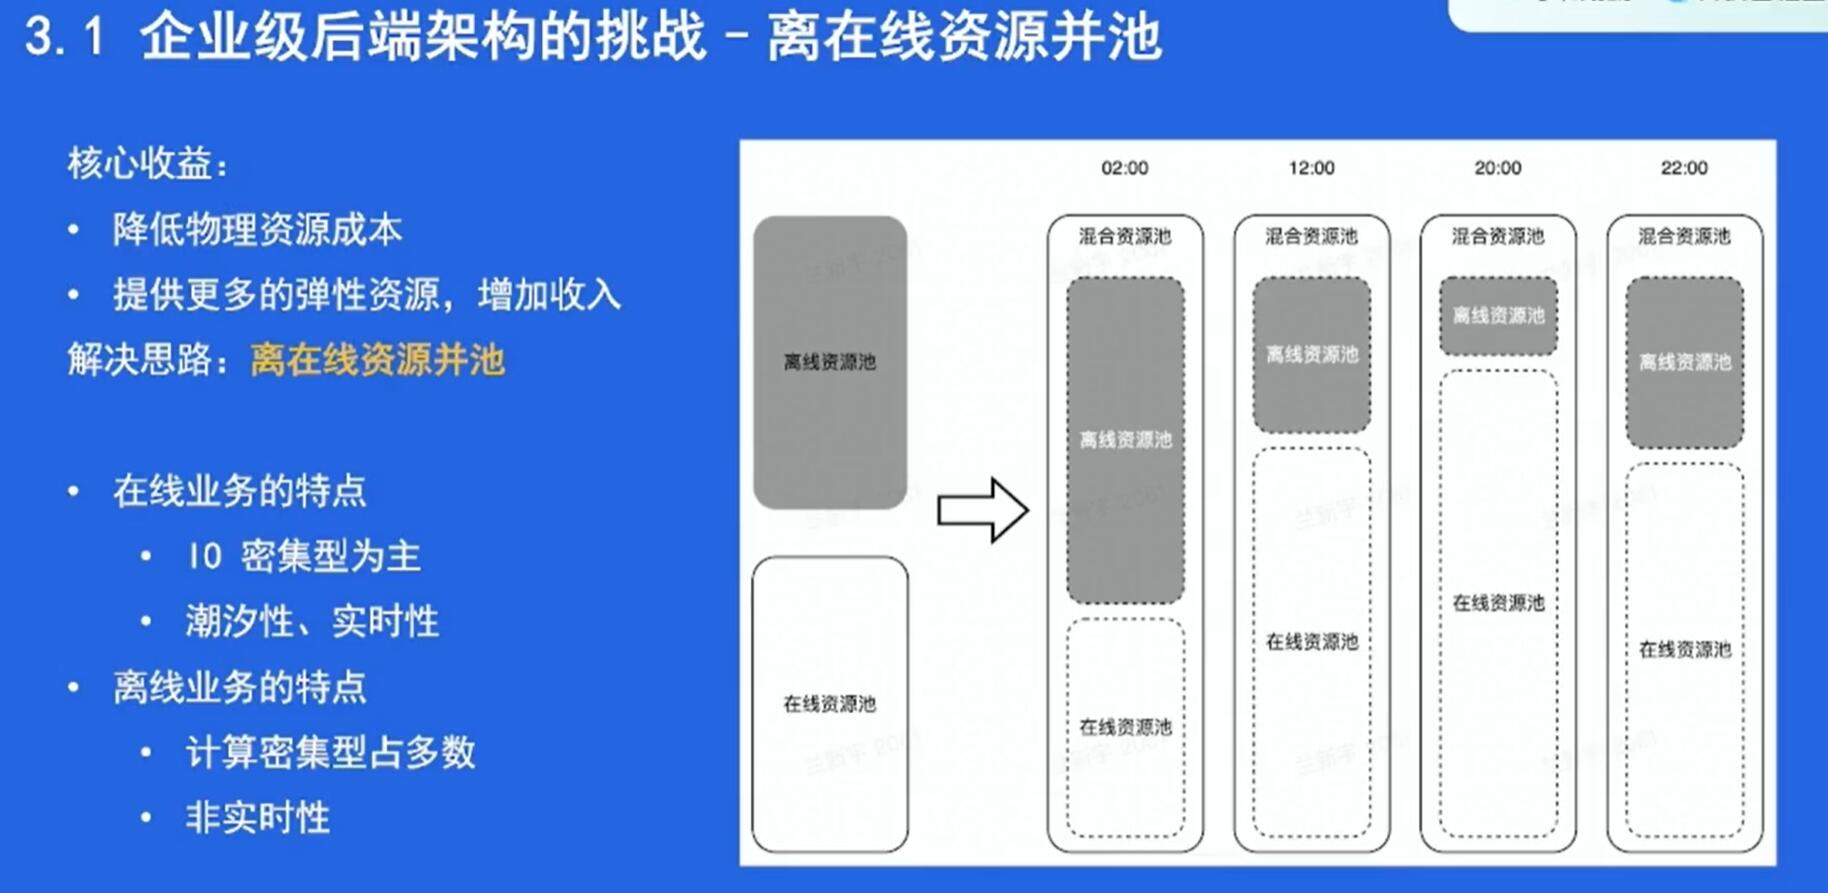 3.1 企业级后端架构的挑战 - 离在线资源并池
核心收益：
• 降低物理资源成本
• 提供更多的弹性资源，增加收入
解决思路：离在线资源并池
• 在线业务的特点
• IO 密集型为主
• 潮汐性、实时性
• 离线业务的特点
• 计算密集型占多数
• 非实时性
离线资源池
在线资源池
02:00
混合资源池
离线资源池
在线资源池
12:00
混合资源池
离线资源池
在线资源池
20:00
混合资源池
离线资源池
在线资源池
22:00
混合资源池
离线资源池
在线资源池